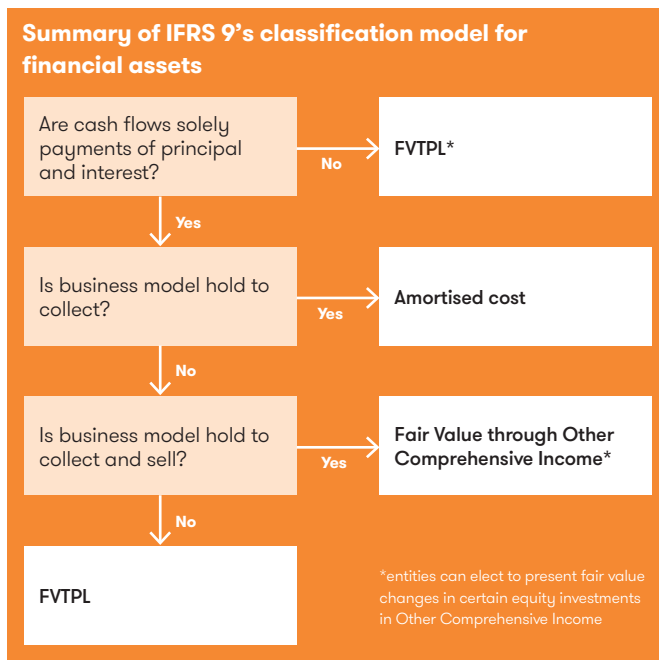 Summary of IFRS 9’s classification model for
financial assets
Are cash flows solely
payments of principal
and interest?
No
FVTPL*
Yes
Is business model hold to
collect?
Yes
Amortised cost
No
Is business model hold to
collect and sell?
Yes
Fair Value through Other
Comprehensive Income*
No
FVTPL
*entities can elect to present fair value
changes in certain equity investments
in Other Comprehensive Income